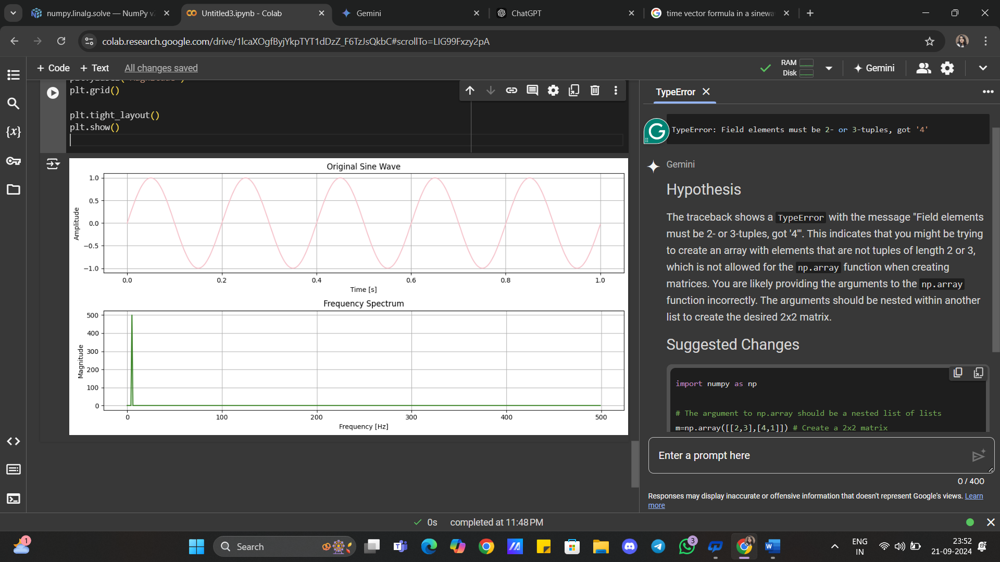 numpy.linalg.solve — NumPy v
Untitled3.ipynb - Colab
Gemini
ChatGPT
time vector formula in a sinewa
colab.research.google.com/drive/1lcaXOgfByjYkpTYT1dDzZ_F6TzJsQkbC#scrollTo=LIG99Fxzy2pA
+ Code
+ Text
All changes saved
RAM
Disk
Gemini
plt.grid()
plt.tight_layout()
plt.show()
{x}
Original Sine Wave
1.0
0.5
0.0
−0.5
−1.0
Amplitude
0.0 0.2 0.4 0.6 0.8 1.0
Time [s]
Frequency Spectrum
500
400
300
200
100
0
Magnitude
0 100 200 300 400 500
Frequency [Hz]
TypeError
TypeError: Field elements must be 2- or 3-tuples, got '4'
Gemini
Hypothesis
The traceback shows a TypeError with the message "Field elements
must be 2- or 3-tuples, got '4'". This indicates that you might be trying
to create an array with elements that are not tuples of length 2 or 3,
which is not allowed for the np.array function when creating
matrices. You are likely providing the arguments to the np.array
function incorrectly. The arguments should be nested within another
list to create the desired 2x2 matrix.
Suggested Changes
import numpy as np
# The argument to np.array should be a nested list of lists
m=np.array([[2,3],[4,1]]) # Create a 2x2 matrix
Enter a prompt here
0 / 400
Responses may display inaccurate or offensive information that doesn't represent Google's views. Learn
more
0s completed at 11:48 PM
1
Search
3
ENG
IN
23:52
21-09-2024